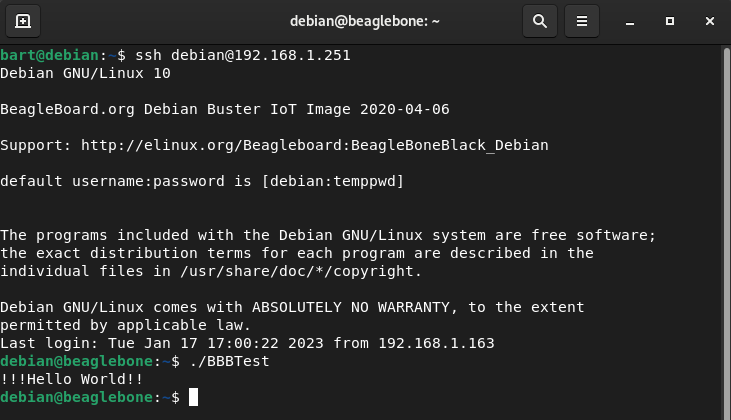 debian@beaglebone: ~
bart@debian:~$ ssh debian@192.168.1.251
Debian GNU/Linux 10
BeagleBoard.org Debian Buster IoT Image 2020-04-06
Support: http://elinux.org/Beagleboard:BeagleBoneBlack_Debian
default username:password is [debian:temppwd]
The programs included with the Debian GNU/Linux system are free software;
the exact distribution terms for each program are described in the
individual files in /usr/share/doc/*/copyright.
Debian GNU/Linux comes with ABSOLUTELY NO WARRANTY, to the extent
permitted by applicable law.
Last login: Tue Jan 17 17:00:22 2023 from 192.168.1.163
debian@beaglebone:~$ ./BBBTest
!!!Hello World!!
debian@beaglebone:~$